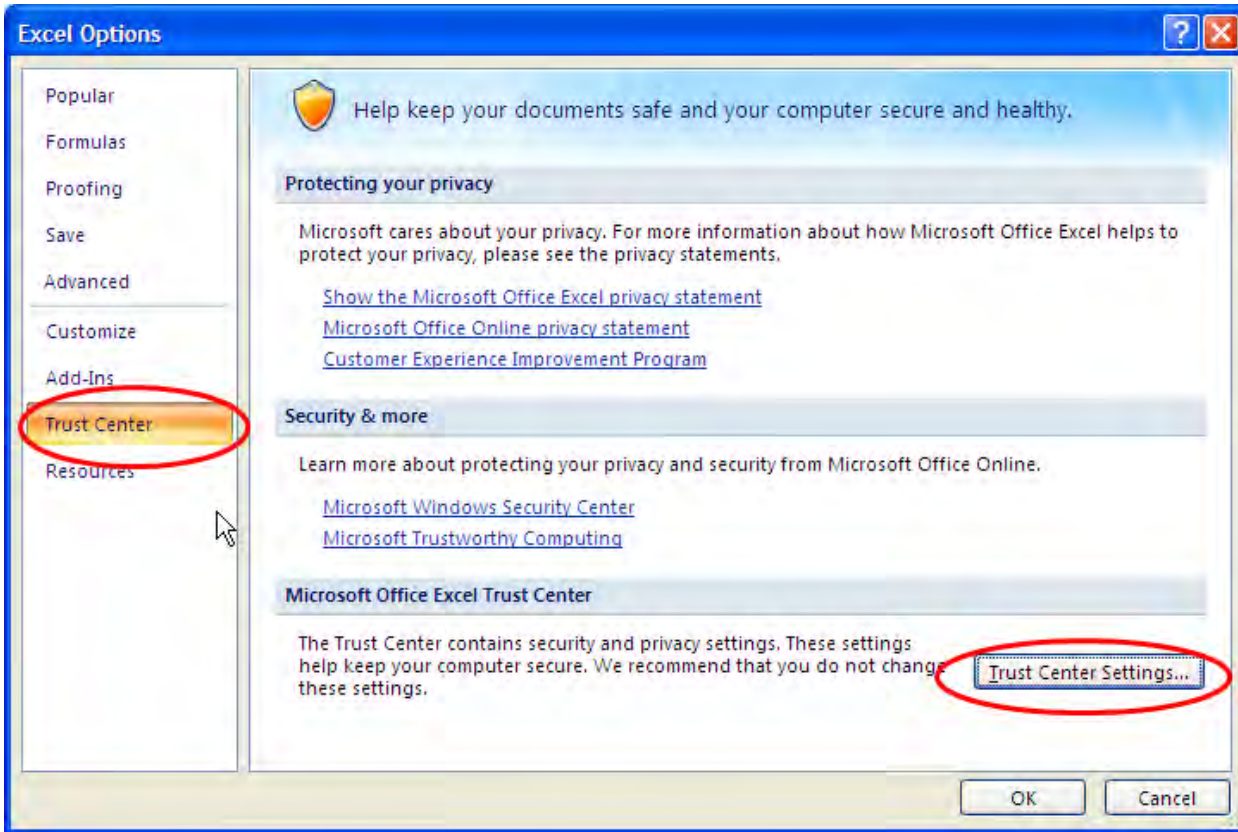 Excel Options
Popular
Formulas
Proofing
Save
Advanced
Customize
Add-Ins
Trust Center
Resources
Help keep your documents safe and your computer secure and healthy.
Protecting your privacy
Microsoft cares about your privacy. For more information about how Microsoft Office Excel helps to
protect your privacy, please see the privacy statements.
Show the Microsoft Office Excel privacy statement
Microsoft Office Online privacy statement
Customer Experience Improvement Program
Security & more
Learn more about protecting your privacy and security from Microsoft Office Online.
Microsoft Windows Security Center
Microsoft Trustworthy Computing
Microsoft Office Excel Trust Center
The Trust Center contains security and privacy settings. These settings
help keep your computer secure. We recommend that you do not change
these settings.
Trust Center Settings...
OK
Cancel